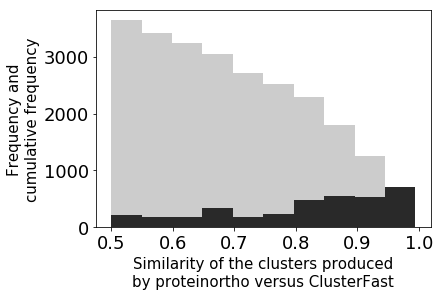 Frequency and
cumulative frequency
3000
2000
1000
0
0.5 0.6 0.7 0.8 0.9 1.0
Similarity of the clusters produced
by proteinortho versus ClusterFast